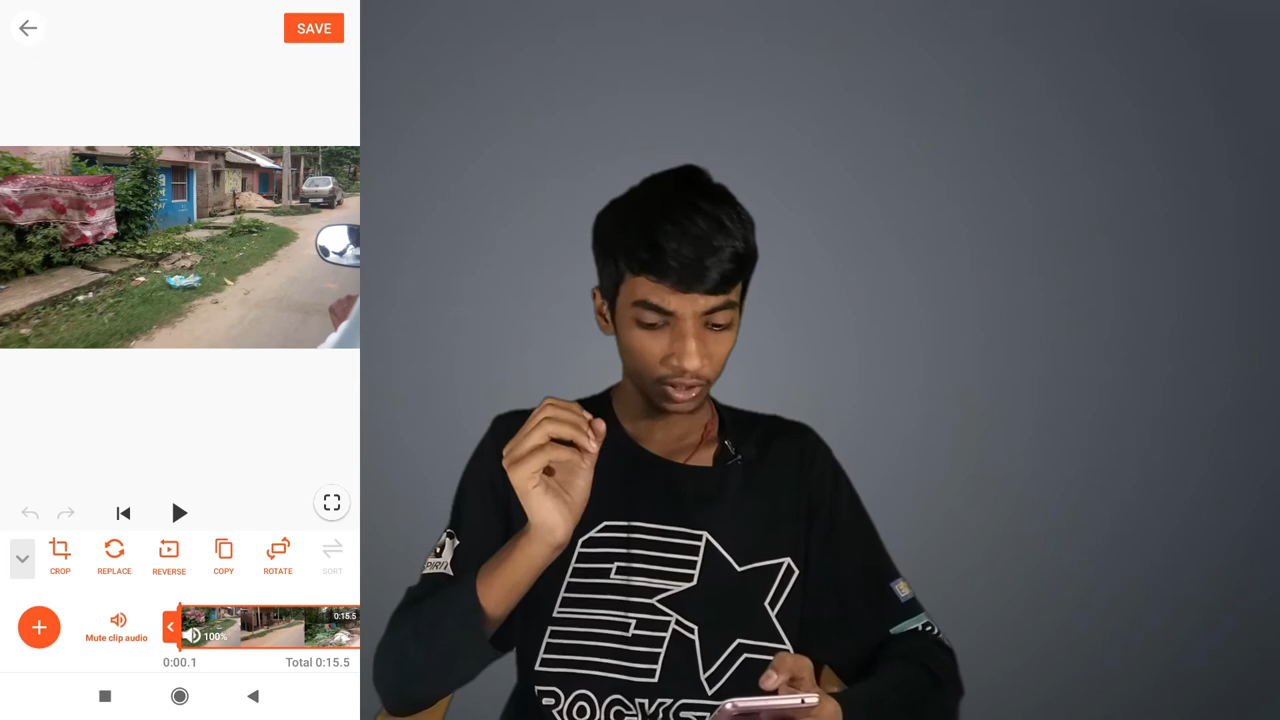 SAVE
CROP
REPLACE
REVERSE
COPY
ROTATE
SORT
Mute clip audio
100%
0:15.5
0:00.1
Total 0:15.5
SPIRIT